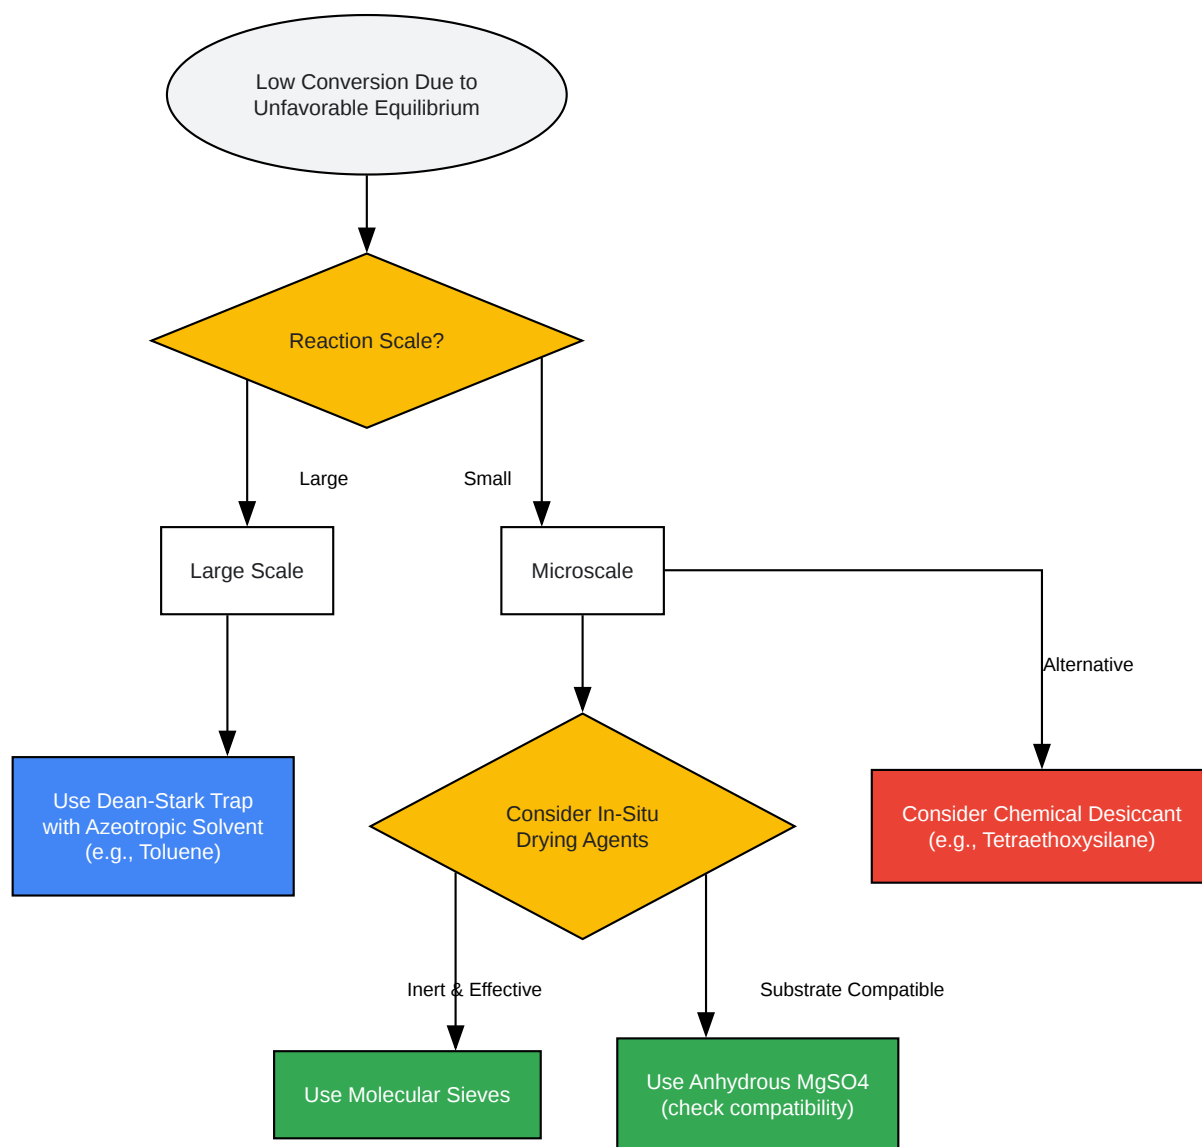 Low Conversion Due to
Unfavorable Equilibrium
Reaction Scale?
Large
Small
Large Scale
Microscale
Alternative
Use Dean-Stark Trap
with Azeotropic Solvent
(e.g., Toluene)
Consider In-Situ
Drying Agents
Consider Chemical Desiccant
(e.g., Tetraethoxysilane)
Inert & Effective
Substrate Compatible
Use Molecular Sieves
Use Anhydrous MgSO4
(check compatibility)